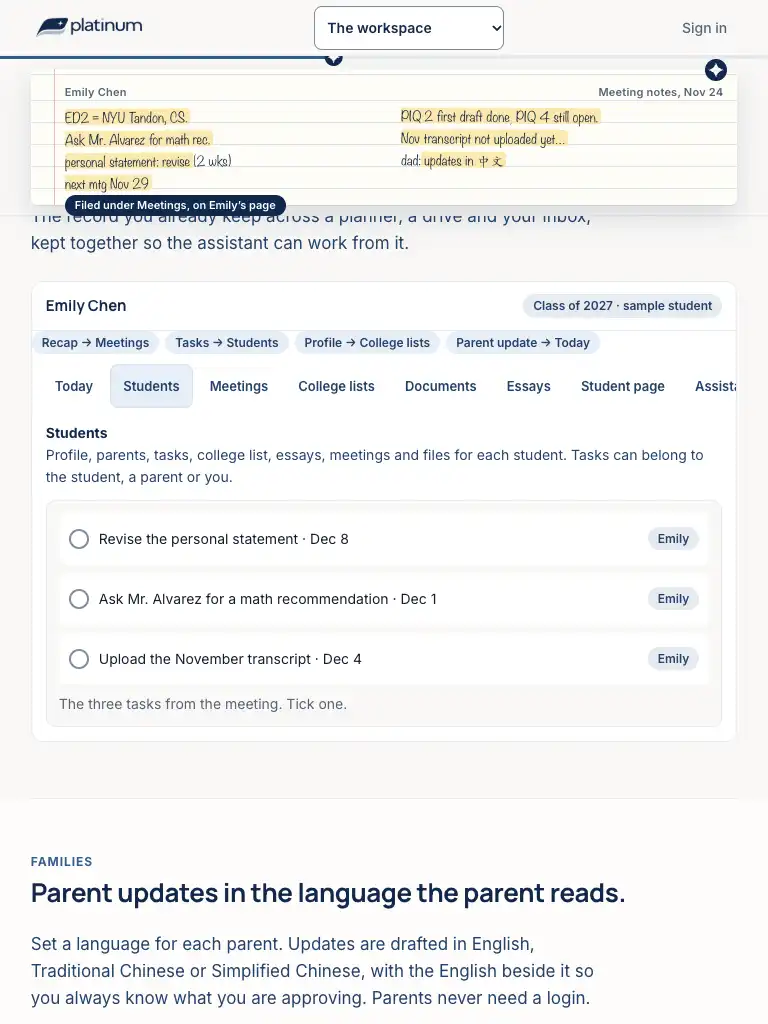 platinum
The workspace
Sign in
Emily Chen
Meeting notes, Nov 24
ED2 = NYU Tandon, CS.
Ask Mr. Alvarez for math rec.
personal statement: revise (2 wks)
next mtg Nov 29
PIQ 2 first draft done, PIQ 4 still open.
Nov transcript not uploaded yet...
dad: updates in 中文
Filed under Meetings, on Emily's page
The record you already keep across a planner, a drive and your inbox,
kept together so the assistant can work from it.
Emily Chen
Class of 2027 · sample student
Recap → Meetings
Tasks → Students
Profile → College lists
Parent update → Today
Today
Students
Meetings
College lists
Documents
Essays
Student page
Assista
Students
Profile, parents, tasks, college list, essays, meetings and files for each student. Tasks can belong to
the student, a parent or you.
Revise the personal statement · Dec 8
Emily
Ask Mr. Alvarez for a math recommendation · Dec 1
Emily
Upload the November transcript · Dec 4
Emily
The three tasks from the meeting. Tick one.
FAMILIES
Parent updates in the language the parent reads.
Set a language for each parent. Updates are drafted in English,
Traditional Chinese or Simplified Chinese, with the English beside it so
you always know what you are approving. Parents never need a login.